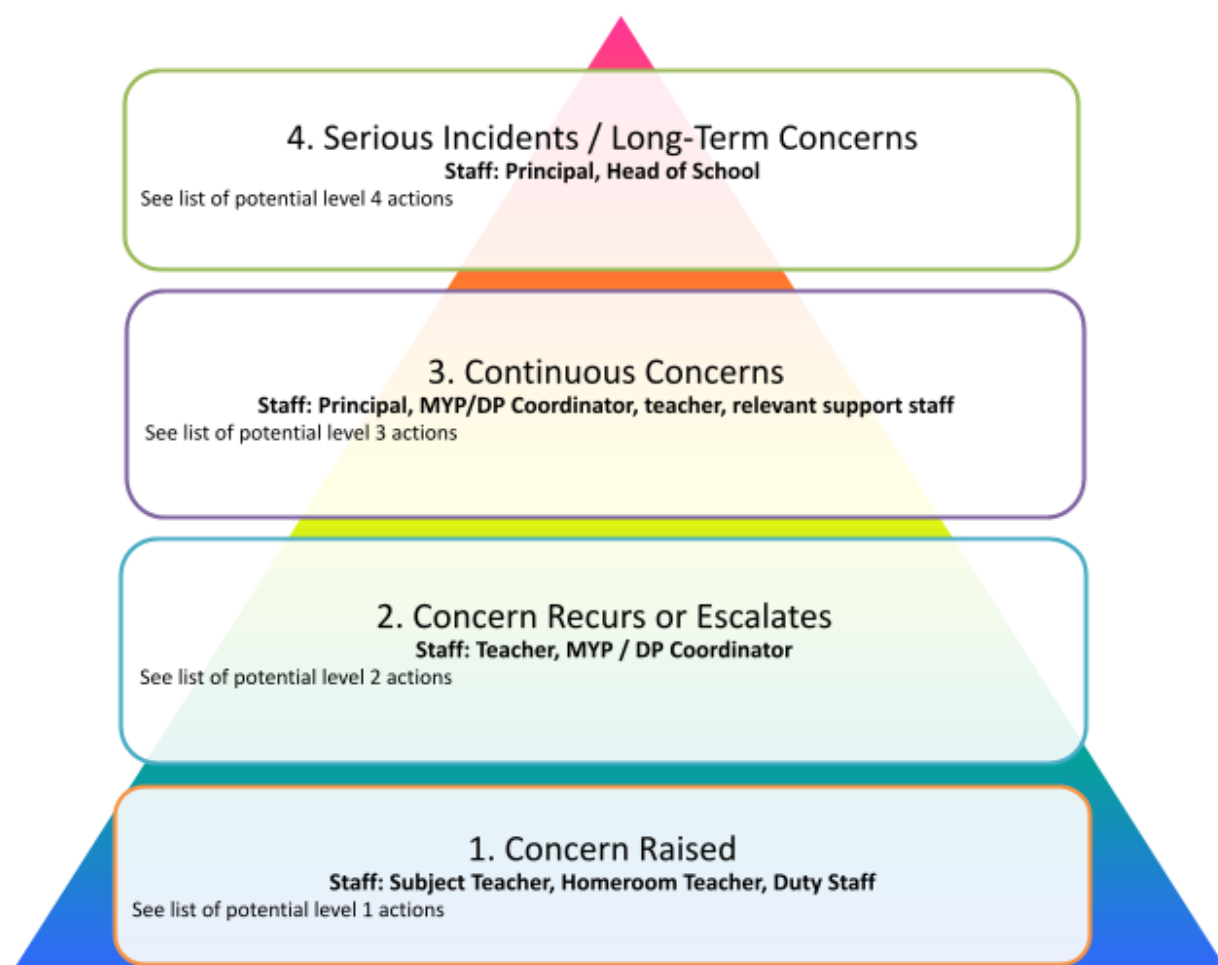 4. Serious Incidents / Long-Term Concerns
Staff: Principal, Head of School
See list of potential level 4 actions
3. Continuous Concerns
Staff: Principal, MYP/DP Coordinator, teacher, relevant support staff
See list of potential level 3 actions
2. Concern Recurs or Escalates
Staff: Teacher, MYP / DP Coordinator
See list of potential level 2 actions
1. Concern Raised
Staff: Subject Teacher, Homeroom Teacher, Duty Staff
See list of potential level 1 actions